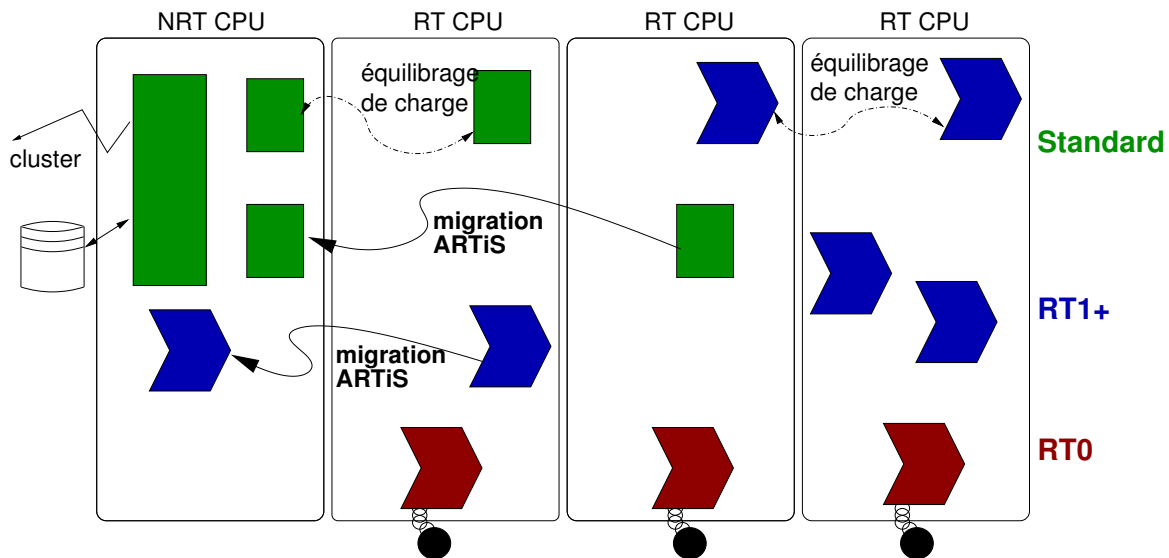 NRT CPU
RT CPU
RT CPU
RT CPU
équilibrage
de charge
équilibrage
de charge
cluster
Standard
migration
ARTiS
RT1+
migration
ARTiS
RT0